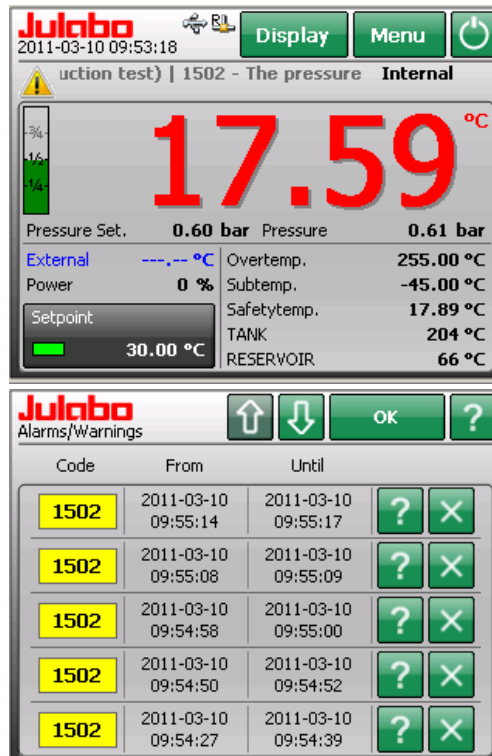 Julabo
2011-03-10 09:53:18
Display
Menu
uction test) | 1502 - The pressure Internal
¾
½
¼
17.59 °C
Pressure Set. 0.60 bar Pressure 0.61 bar
External ---.-- °C
Power 0 %
Setpoint
30.00 °C
Overtemp. 255.00 °C
Subtemp. -45.00 °C
Safetytemp. 17.89 °C
TANK 204 °C
RESERVOIR 66 °C
Julabo
Alarms/Warnings
OK ?
Code From Until
1502 2011-03-10 09:55:14 2011-03-10 09:55:17 ?
1502 2011-03-10 09:55:08 2011-03-10 09:55:09 ?
1502 2011-03-10 09:54:58 2011-03-10 09:55:00 ?
1502 2011-03-10 09:54:50 2011-03-10 09:54:52 ?
1502 2011-03-10 09:54:27 2011-03-10 09:54:39 ?